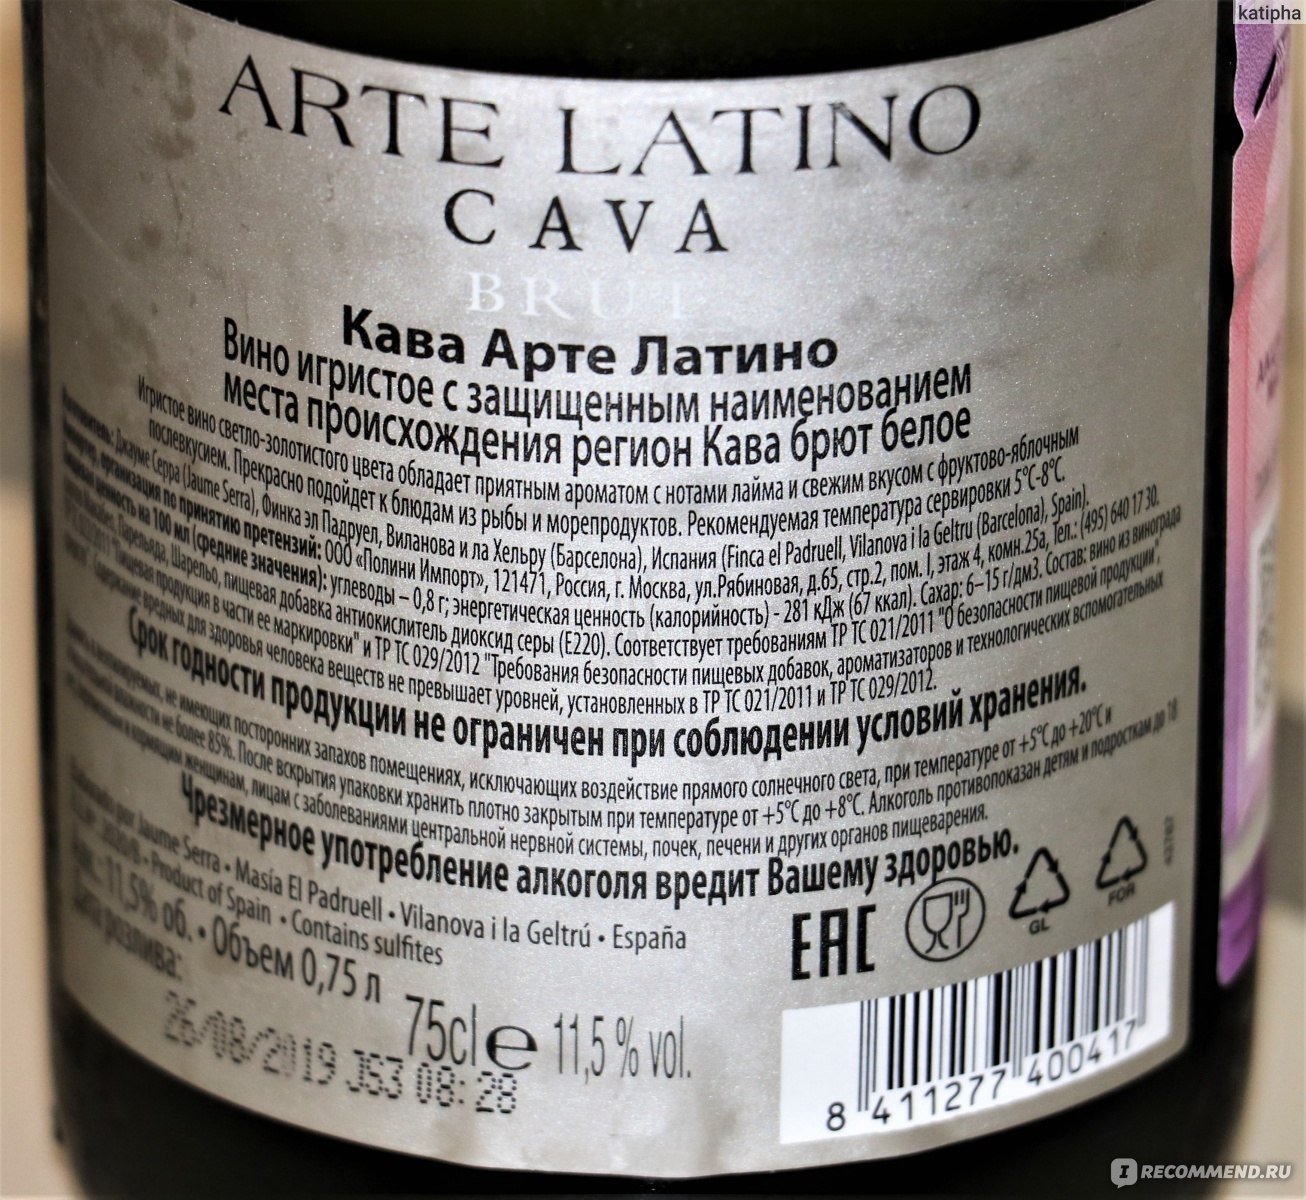 katipha
ARTE LATINO
CAVA
BRUT
Кава Арте Латино
Вино игристое с защищенным наименованием
места происхождения регион Кава брют белое
Игристое вино светло-золотистого цвета обладает приятным ароматом с нотами лайма и свежим вкусом с фруктово-яблочным
послевкусием. Прекрасно подойдет к блюдам из рыбы и морепродуктов. Рекомендуемая температура сервировки 5°С-8°С.
Джауме Серра (Jaume Serra), Финка эл Падруел, Виланова и ла Хельру (Барселона), Испания (Finca el Padruell, Vilanova i la Geltru (Barcelona), Spain).
организация по принятию претензий: ООО «Полини Импорт», 121471, Россия, г. Москва, ул.Рябиновая, д.65, стр.2, пом. I, этаж 4, комн.25а, Тел.: (495) 640 17 30.
ценность на 100 мл (средние значения): углеводы – 0,8 г; энергетическая ценность (калорийность) - 281 кДж (67 ккал). Сахар: 6–15 г/дм3. Состав: вино из винограда
Парельяда, Шарельо, пищевая добавка антиокислитель диоксид серы (Е220). Соответствует требованиям ТР ТС 021/2011 "О безопасности пищевой продукции",
"Пищевая продукция в части ее маркировки" и ТР ТС 029/2012 "Требования безопасности пищевых добавок, ароматизаторов и технологических вспомогательных
Содержание вредных для здоровья человека веществ не превышает уровней, установленных в ТР ТС 021/2011 и ТР ТС 029/2012.
Срок годности продукции не ограничен при соблюдении условий хранения.
не имеющих посторонних запахов помещениях, исключающих воздействие прямого солнечного света, при температуре от +5°С до +20°С и
влажности не более 85%. После вскрытия упаковки хранить плотно закрытым при температуре от +5°С до +8°С. Алкоголь противопоказан детям и подросткам до 18
и кормящим женщинам, лицам с заболеваниями центральной нервной системы, почек, печени и других органов пищеварения.
Чрезмерное употребление алкоголя вредит Вашему здоровью.
por Jaume Serra • Masía El Padruell • Vilanova i la Geltrú • España
• Product of Spain • Contains sulfites
11,5% об. • Объем 0,75 л
розлива:
26/08/2019 JS3 08:28
75cl e 11,5 % vol.
EAC
GL
FOR
8 411277 400417
IRECOMMEND.RU